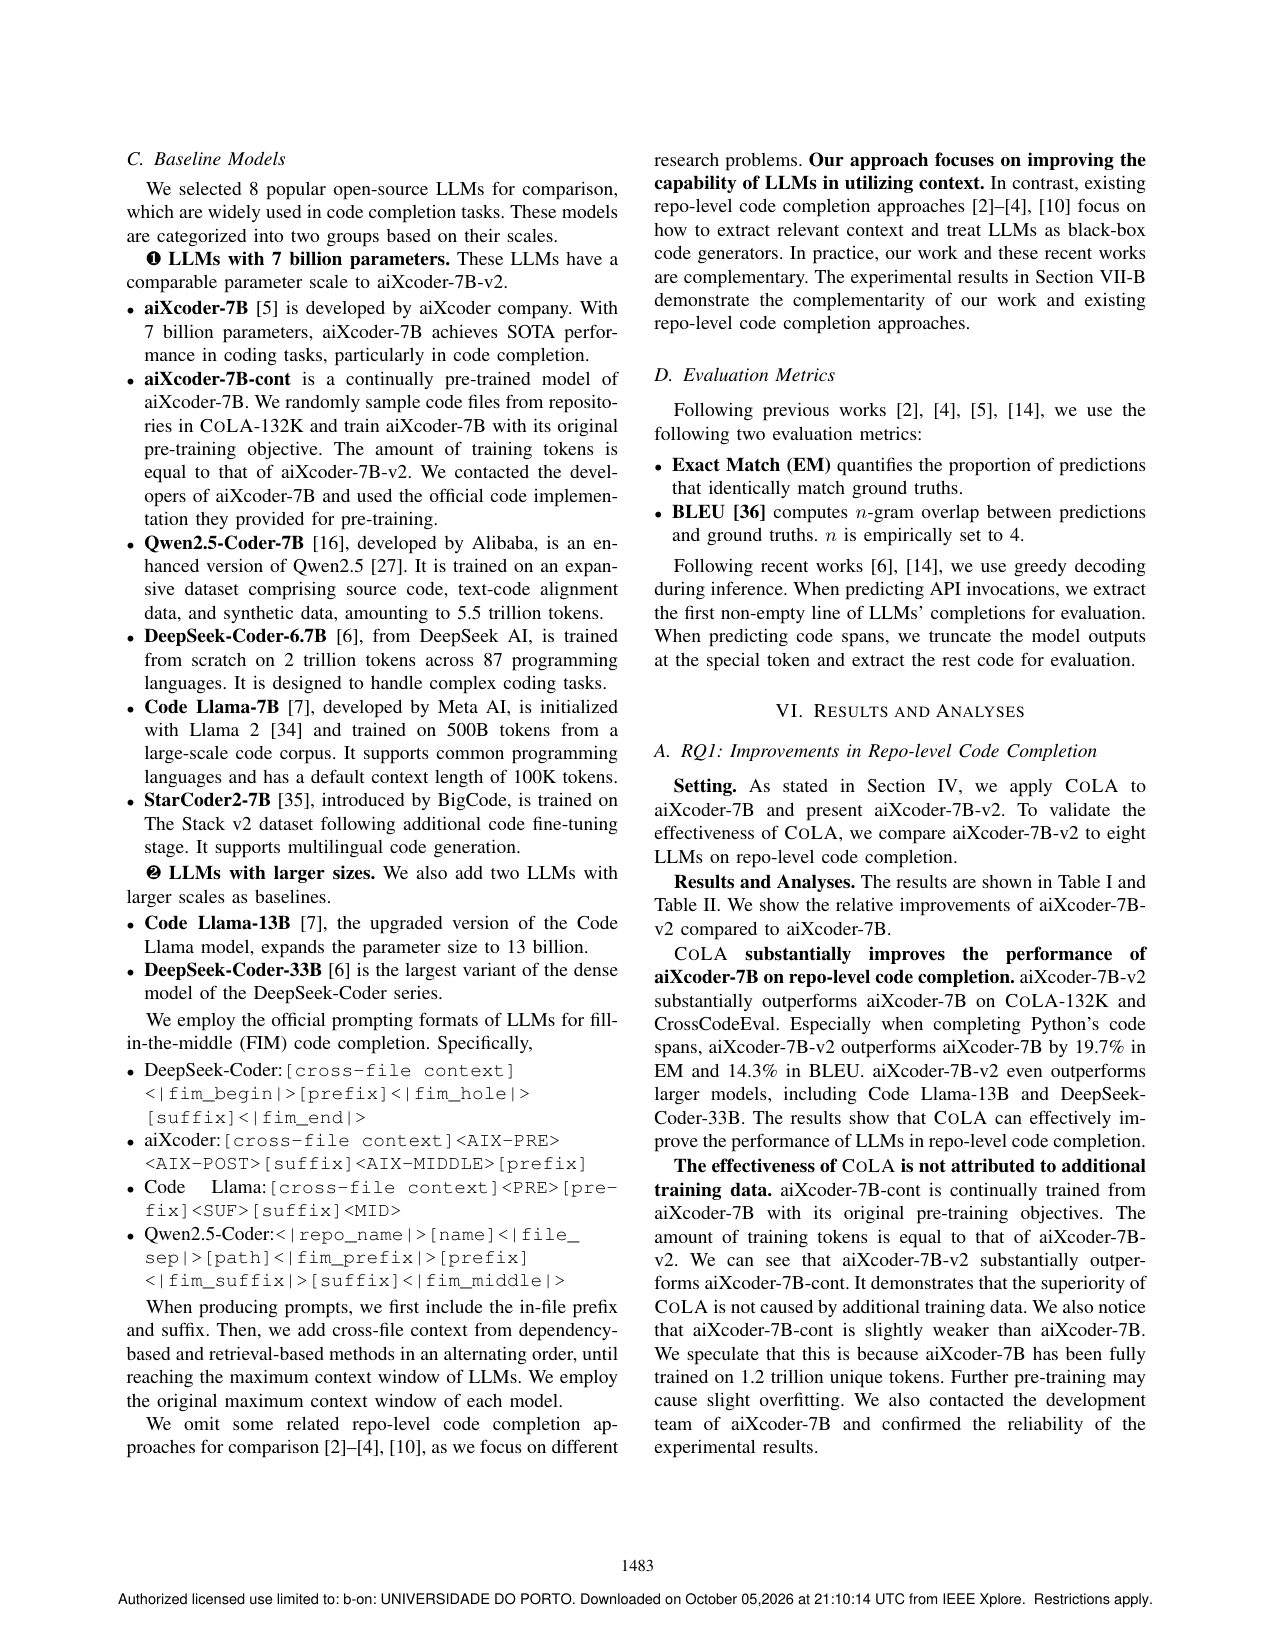 C. Baseline Models
We selected 8 popular open-source LLMs for comparison,
which are widely used in code completion tasks. These models
are categorized into two groups based on their scales.
❶ LLMs with 7 billion parameters. These LLMs have a
comparable parameter scale to aiXcoder-7B-v2.
• aiXcoder-7B [5] is developed by aiXcoder company. With
7 billion parameters, aiXcoder-7B achieves SOTA perfor-
mance in coding tasks, particularly in code completion.
• aiXcoder-7B-cont is a continually pre-trained model of
aiXcoder-7B. We randomly sample code files from reposito-
ries in COLA-132K and train aiXcoder-7B with its original
pre-training objective. The amount of training tokens is
equal to that of aiXcoder-7B-v2. We contacted the devel-
opers of aiXcoder-7B and used the official code implemen-
tation they provided for pre-training.
• Qwen2.5-Coder-7B [16], developed by Alibaba, is an en-
hanced version of Qwen2.5 [27]. It is trained on an expan-
sive dataset comprising source code, text-code alignment
data, and synthetic data, amounting to 5.5 trillion tokens.
• DeepSeek-Coder-6.7B [6], from DeepSeek AI, is trained
from scratch on 2 trillion tokens across 87 programming
languages. It is designed to handle complex coding tasks.
• Code Llama-7B [7], developed by Meta AI, is initialized
with Llama 2 [34] and trained on 500B tokens from a
large-scale code corpus. It supports common programming
languages and has a default context length of 100K tokens.
• StarCoder2-7B [35], introduced by BigCode, is trained on
The Stack v2 dataset following additional code fine-tuning
stage. It supports multilingual code generation.
❷ LLMs with larger sizes. We also add two LLMs with
larger scales as baselines.
• Code Llama-13B [7], the upgraded version of the Code
Llama model, expands the parameter size to 13 billion.
• DeepSeek-Coder-33B [6] is the largest variant of the dense
model of the DeepSeek-Coder series.
We employ the official prompting formats of LLMs for fill-
in-the-middle (FIM) code completion. Specifically,
• DeepSeek-Coder:[cross-file context]
<|fim_begin|>[prefix]<|fim_hole|>
[suffix]<|fim_end|>
• aiXcoder:[cross-file context]<AIX-PRE>
<AIX-POST>[suffix]<AIX-MIDDLE>[prefix]
• Code Llama:[cross-file context]<PRE>[pre-
fix]<SUF>[suffix]<MID>
• Qwen2.5-Coder:<|repo_name|>[name]<|file_
sep|>[path]<|fim_prefix|>[prefix]
<|fim_suffix|>[suffix]<|fim_middle|>
When producing prompts, we first include the in-file prefix
and suffix. Then, we add cross-file context from dependency-
based and retrieval-based methods in an alternating order, until
reaching the maximum context window of LLMs. We employ
the original maximum context window of each model.
We omit some related repo-level code completion ap-
proaches for comparison [2]–[4], [10], as we focus on different
research problems. Our approach focuses on improving the
capability of LLMs in utilizing context. In contrast, existing
repo-level code completion approaches [2]–[4], [10] focus on
how to extract relevant context and treat LLMs as black-box
code generators. In practice, our work and these recent works
are complementary. The experimental results in Section VII-B
demonstrate the complementarity of our work and existing
repo-level code completion approaches.
D. Evaluation Metrics
Following previous works [2], [4], [5], [14], we use the
following two evaluation metrics:
• Exact Match (EM) quantifies the proportion of predictions
that identically match ground truths.
• BLEU [36] computes n-gram overlap between predictions
and ground truths. n is empirically set to 4.
Following recent works [6], [14], we use greedy decoding
during inference. When predicting API invocations, we extract
the first non-empty line of LLMs' completions for evaluation.
When predicting code spans, we truncate the model outputs
at the special token and extract the rest code for evaluation.
VI. RESULTS AND ANALYSES
A. RQ1: Improvements in Repo-level Code Completion
Setting. As stated in Section IV, we apply COLA to
aiXcoder-7B and present aiXcoder-7B-v2. To validate the
effectiveness of COLA, we compare aiXcoder-7B-v2 to eight
LLMs on repo-level code completion.
Results and Analyses. The results are shown in Table I and
Table II. We show the relative improvements of aiXcoder-7B-
v2 compared to aiXcoder-7B.
COLA substantially improves the performance of
aiXcoder-7B on repo-level code completion. aiXcoder-7B-v2
substantially outperforms aiXcoder-7B on COLA-132K and
CrossCodeEval. Especially when completing Python's code
spans, aiXcoder-7B-v2 outperforms aiXcoder-7B by 19.7% in
EM and 14.3% in BLEU. aiXcoder-7B-v2 even outperforms
larger models, including Code Llama-13B and DeepSeek-
Coder-33B. The results show that COLA can effectively im-
prove the performance of LLMs in repo-level code completion.
The effectiveness of COLA is not attributed to additional
training data. aiXcoder-7B-cont is continually trained from
aiXcoder-7B with its original pre-training objectives. The
amount of training tokens is equal to that of aiXcoder-7B-
v2. We can see that aiXcoder-7B-v2 substantially outper-
forms aiXcoder-7B-cont. It demonstrates that the superiority of
COLA is not caused by additional training data. We also notice
that aiXcoder-7B-cont is slightly weaker than aiXcoder-7B.
We speculate that this is because aiXcoder-7B has been fully
trained on 1.2 trillion unique tokens. Further pre-training may
cause slight overfitting. We also contacted the development
team of aiXcoder-7B and confirmed the reliability of the
experimental results.
1483
Authorized licensed use limited to: b-on: UNIVERSIDADE DO PORTO. Downloaded on October 05,2026 at 21:10:14 UTC from IEEE Xplore. Restrictions apply.